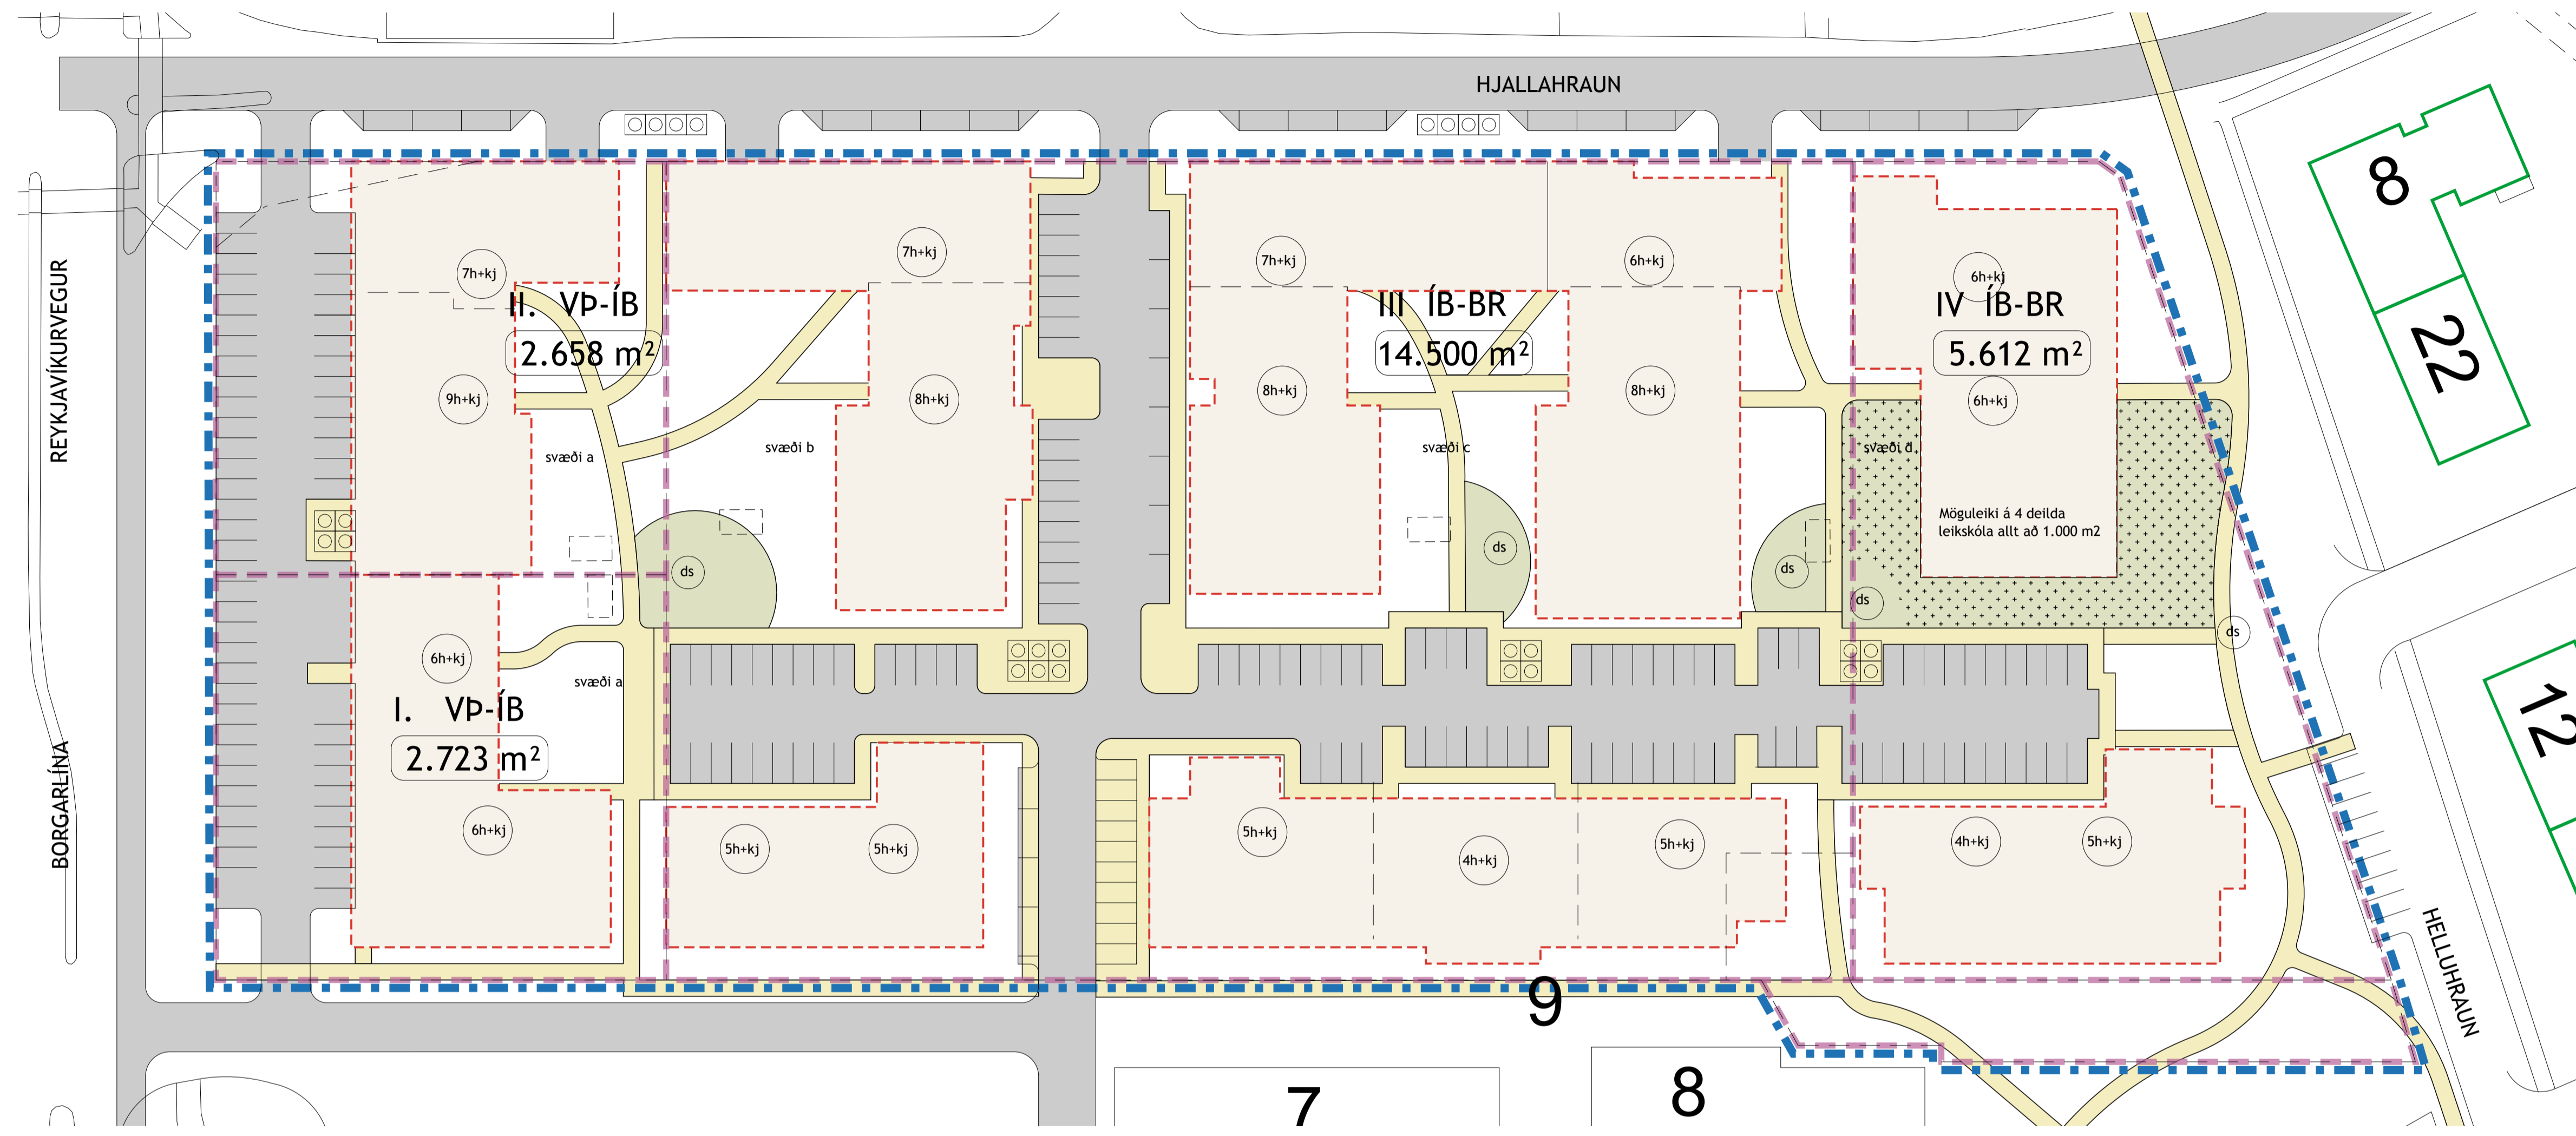 HJALLAHRAUN
REYKJAVÍKURVEGUR
BORGARLÍNA
HELLUHRAUN
8
22
12
7h+kj
7h+kj
7h+kj
6h+kj
6h+kj
II. VÞ-ÍB
2.658 m²
III ÍB-BR
14.500 m²
IV ÍB-BR
5.612 m²
9h+kj
8h+kj
8h+kj
8h+kj
6h+kj
svæði a
svæði b
svæði c
svæði d
Möguleiki á 4 deilda
leikskóla allt að 1.000 m2
ds
ds
ds
ds
ds
6h+kj
svæði a
I. VÞ-ÍB
2.723 m²
6h+kj
5h+kj
5h+kj
5h+kj
4h+kj
5h+kj
4h+kj
5h+kj
9
7
8